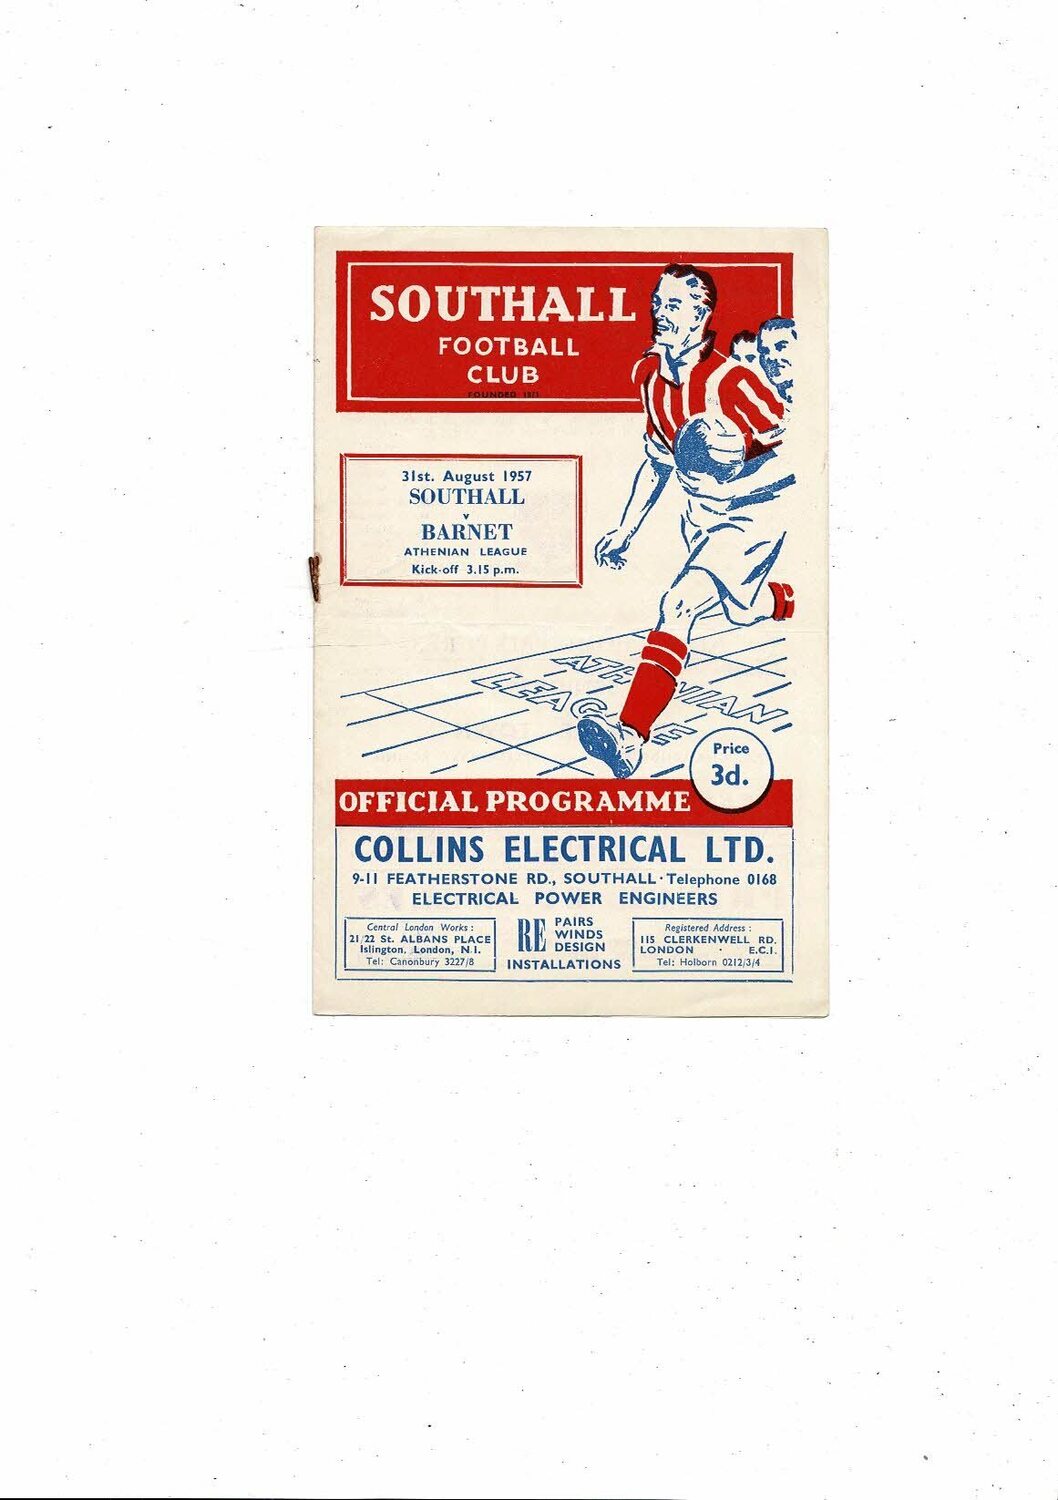 SOUTHALL
FOOTBALL
CLUB
FOUNDED 1871
31st. August 1957
SOUTHALL
v
BARNET
ATHENIAN LEAGUE
Kick-off 3.15 p.m.
ATHENIAN
LEAGUE
Price
3d.
OFFICIAL PROGRAMME
COLLINS ELECTRICAL LTD.
9-11 FEATHERSTONE RD., SOUTHALL · Telephone 0168
ELECTRICAL POWER ENGINEERS
Central London Works :
21/22 St. ALBANS PLACE
Islington, London, N.1.
Tel: Canonbury 3227/8
RE PAIRS
WINDS
DESIGN
INSTALLATIONS
Registered Address :
115 CLERKENWELL RD.
LONDON · E.C.1.
Tel: Holborn 0212/3/4